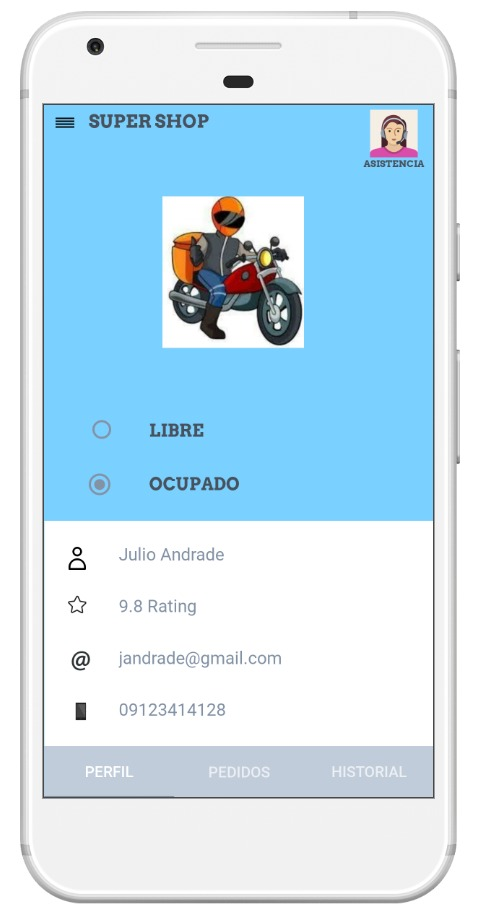 SUPER SHOP
ASISTENCIA
LIBRE
OCUPADO
Julio Andrade
9.8 Rating
@ jandrade@gmail.com
09123414128
PERFIL PEDIDOS HISTORIAL